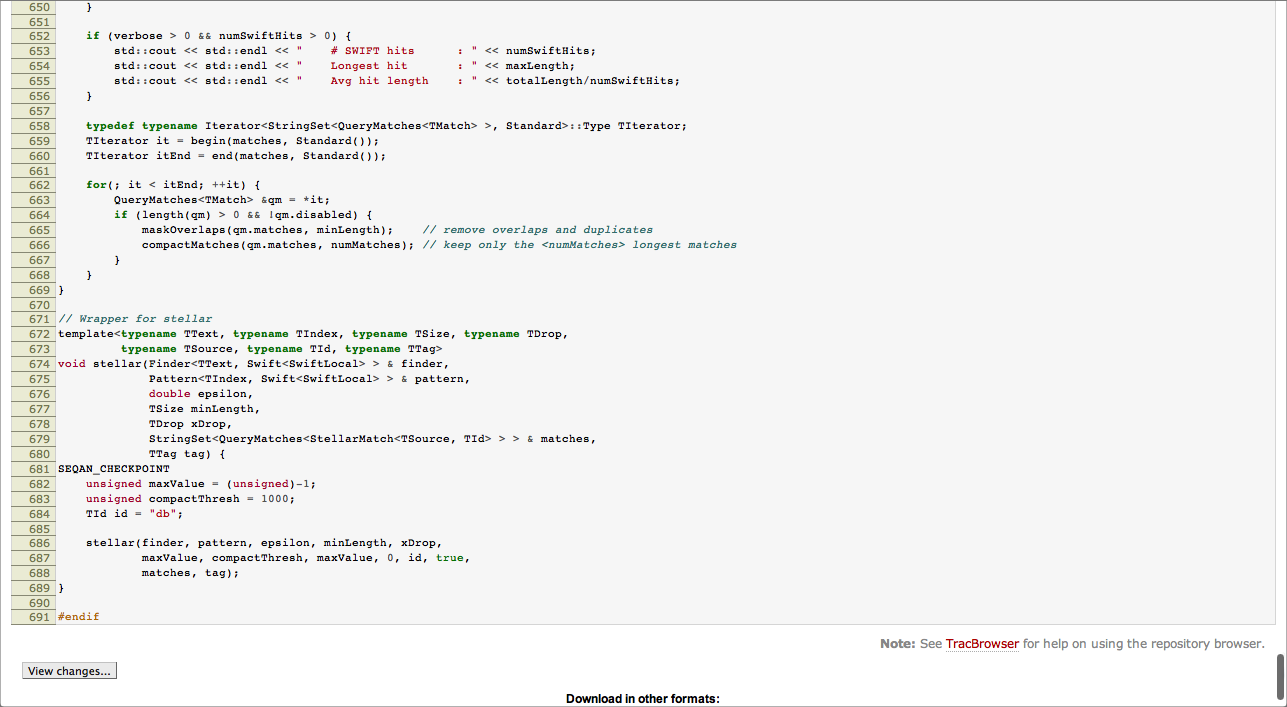 650     }
651
652     if (verbose > 0 && numSwiftHits > 0) {
653         std::cout << std::endl << "    # SWIFT hits      : " << numSwiftHits;
654         std::cout << std::endl << "    Longest hit       : " << maxLength;
655         std::cout << std::endl << "    Avg hit length    : " << totalLength/numSwiftHits;
656     }
657
658     typedef typename Iterator<StringSet<QueryMatches<TMatch> >, Standard>::Type TIterator;
659     TIterator it = begin(matches, Standard());
660     TIterator itEnd = end(matches, Standard());
661
662     for(; it < itEnd; ++it) {
663         QueryMatches<TMatch> &qm = *it;
664         if (length(qm) > 0 && !qm.disabled) {
665             maskOverlaps(qm.matches, minLength);    // remove overlaps and duplicates
666             compactMatches(qm.matches, numMatches); // keep only the <numMatches> longest matches
667         }
668     }
669 }
670
671 // Wrapper for stellar
672 template<typename TText, typename TIndex, typename TSize, typename TDrop,
673          typename TSource, typename TId, typename TTag>
674 void stellar(Finder<TText, Swift<SwiftLocal> > & finder,
675              Pattern<TIndex, Swift<SwiftLocal> > & pattern,
676              double epsilon,
677              TSize minLength,
678              TDrop xDrop,
679              StringSet<QueryMatches<StellarMatch<TSource, TId> > > & matches,
680              TTag tag) {
681 SEQAN_CHECKPOINT
682     unsigned maxValue = (unsigned)-1;
683     unsigned compactThresh = 1000;
684     TId id = "db";
685
686     stellar(finder, pattern, epsilon, minLength, xDrop,
687             maxValue, compactThresh, maxValue, 0, id, true,
688             matches, tag);
689 }
690
691 #endif
Note: See TracBrowser for help on using the repository browser.
View changes...
Download in other formats: